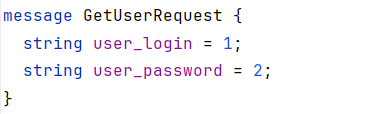 message GetUserRequest {
  string user_login = 1;
  string user_password = 2;
}